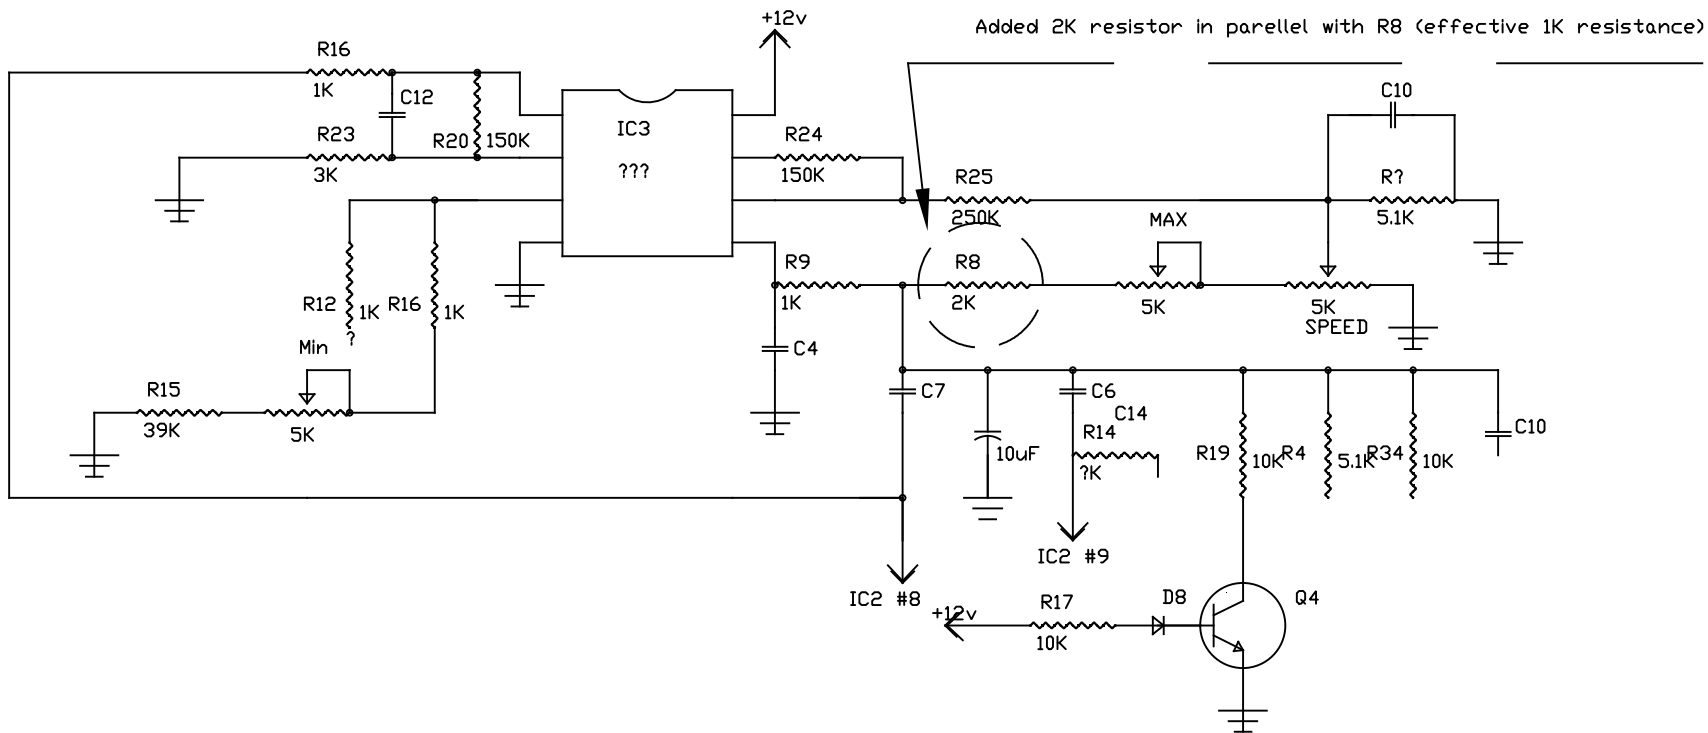 +12v
Added 2K resistor in parellel with R8 (effective 1K resistance)
R16
1K
C12
C10
R23
3K
R20
150K
IC3
???
R24
150K
R25
250K
R?
5.1K
MAX
R12
1K
?
R16
1K
R9
1K
R8
2K
5K
5K
SPEED
Min
C4
R15
39K
5K
C7
C6
C14
10uF
R14
?K
R19
10K
R4
5.1K
R34
10K
C10
IC2 #9
IC2 #8
+12v
R17
10K
D8
Q4